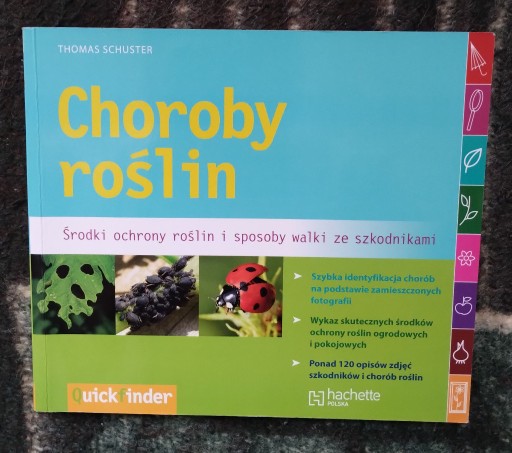 THOMAS SCHUSTER
Choroby
roślin
Środki ochrony roślin i sposoby walki ze szkodnikami
Szybka identyfikacja chorób
na podstawie zamieszczonych
fotografii
Wykaz skutecznych środków
ochrony roślin ogrodowych
i pokojowych
Ponad 120 opisów zdjęć
szkodników i chorób roślin
Quickfinder
hachette
POLSKA